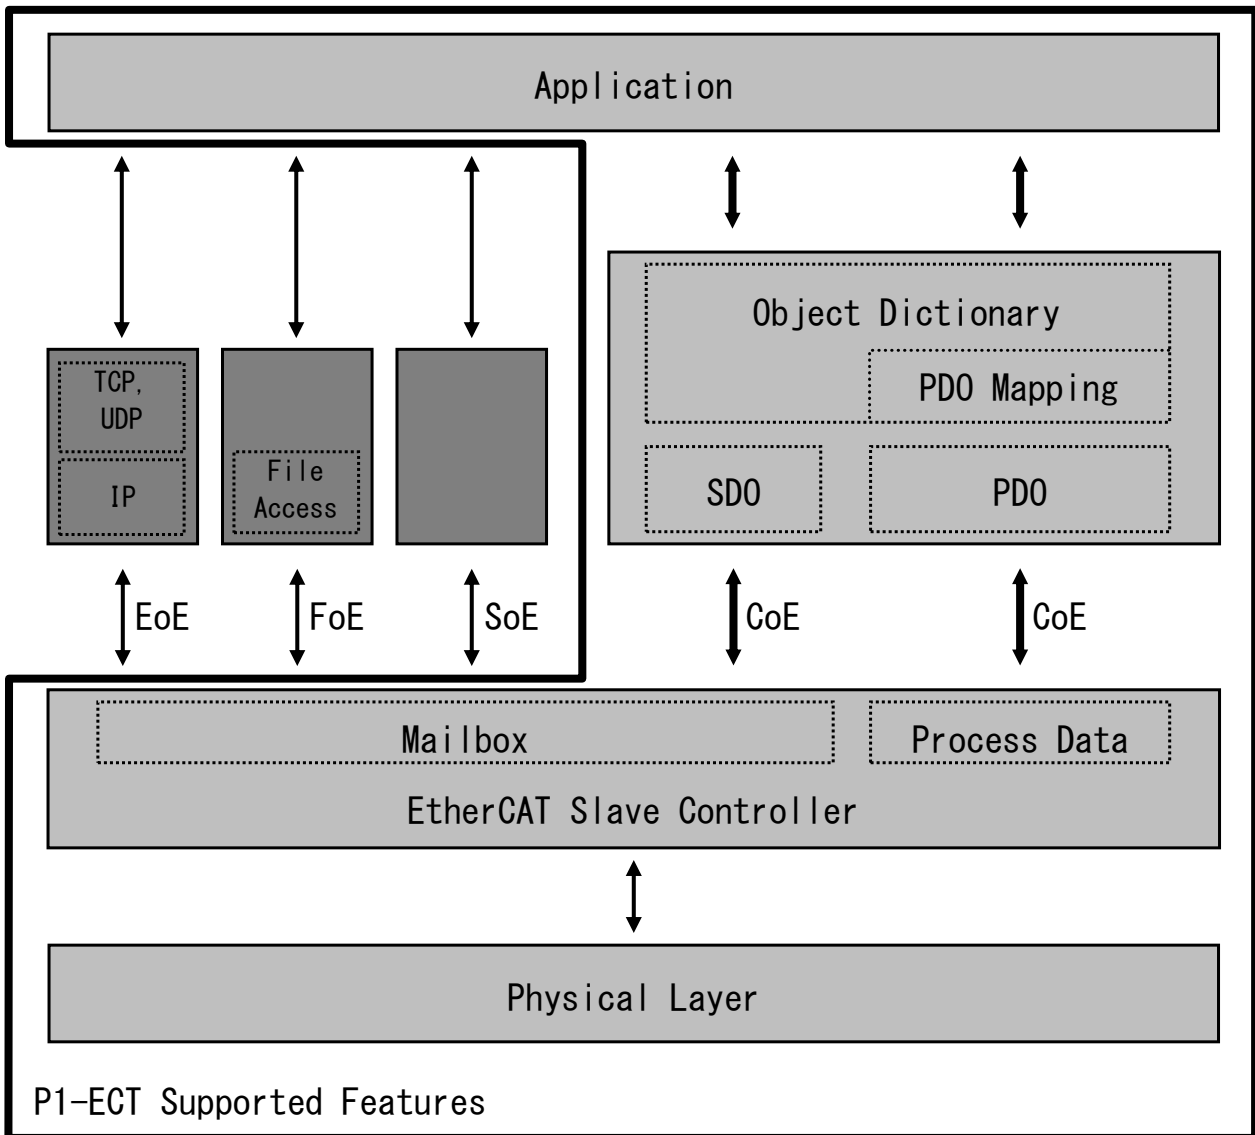 Application
Object Dictionary
PDO Mapping
TCP,
UDP
IP
File
Access
SDO
PDO
EoE
FoE
SoE
CoE
CoE
Mailbox
Process Data
EtherCAT Slave Controller
Physical Layer
P1-ECT Supported Features